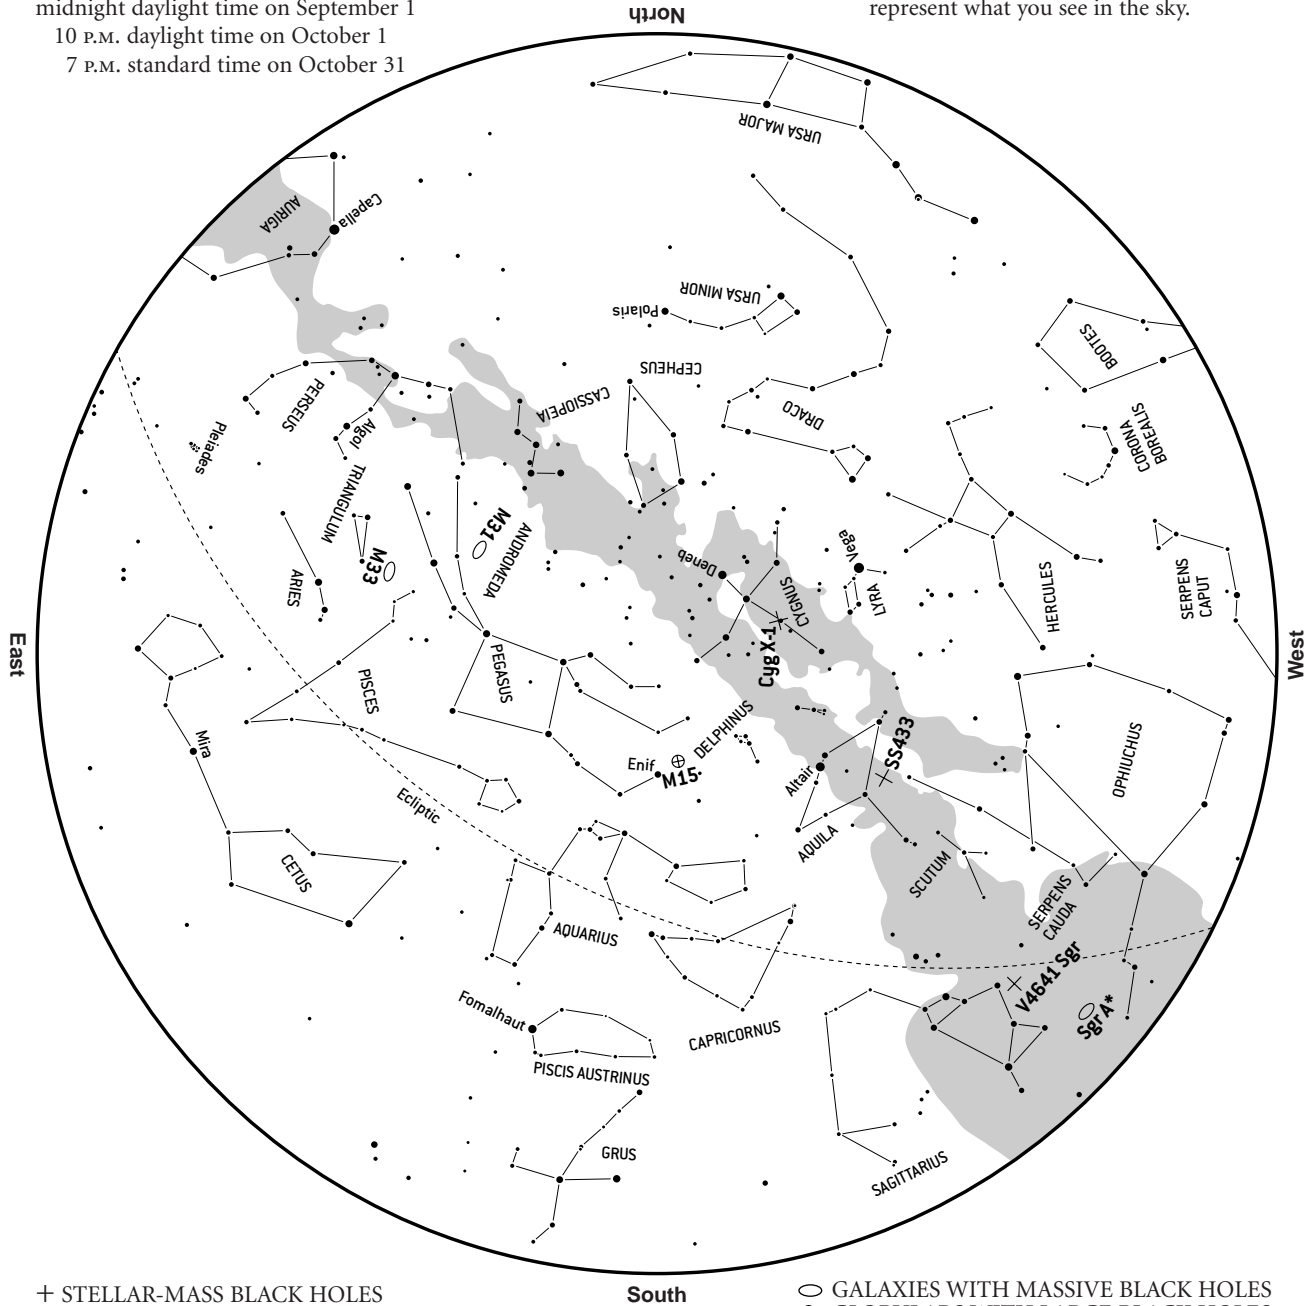 midnight daylight time on September 1
10 P.M. daylight time on October 1
7 P.M. standard time on October 31
represent what you see in the sky.
North
URSA MAJOR
AURIGA
Capella
URSA MINOR
Polaris
BOOTES
CEPHEUS
CASSIOPEIA
DRACO
PERSEUS
Algol
Pleiades
CORONA
BOREALIS
TRIANGULUM
M31
ANDROMEDA
M33
ARIES
Deneb
CYGNUS
Vega
LYRA
HERCULES
SERPENS
CAPUT
East
West
Cyg X-1
PEGASUS
PISCES
Mira
DELPHINUS
Enif
M15
SS433
Altair
OPHIUCHUS
Ecliptic
AQUILA
CETUS
SCUTUM
SERPENS
CAUDA
AQUARIUS
V4641 Sgr
Sgr A*
Fomalhaut
CAPRICORNUS
PISCIS AUSTRINUS
GRUS
SAGITTARIUS
South
+ STELLAR-MASS BLACK HOLES
GALAXIES WITH MASSIVE BLACK HOLES